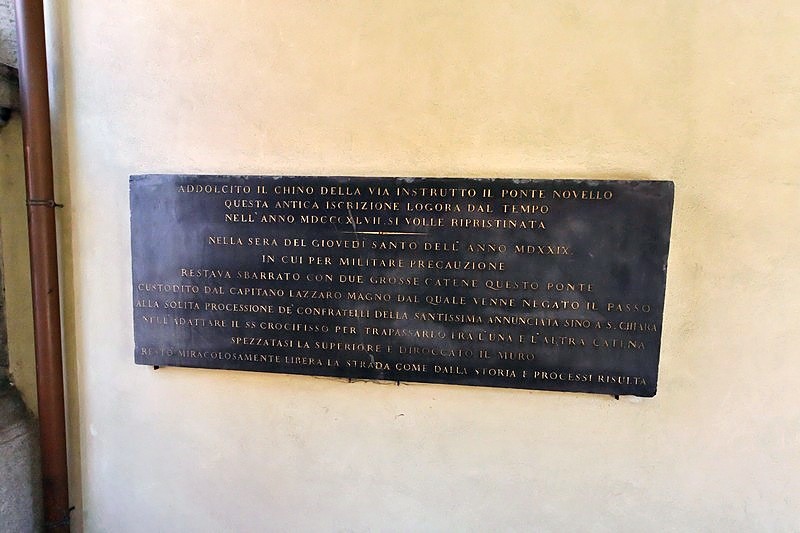 ADDOLCITO IL CHINO DELLA VIA INSTRUTTO IL PONTE NOVELLO
QUESTA ANTICA ISCRIZIONE LOGORA DAL TEMPO
NELL'ANNO MDCCCXLVII. SI VOLLE RIPRISTINATA
NELLA SERA DEL GIOVEDI SANTO DELL'ANNO MDXXIX.
IN CUI PER MILITARE PRECAUZIONE
RESTAVA SBARRATO CON DUE GROSSE CATENE QUESTO PONTE
CUSTODITO DAL CAPITANO LAZZARO MAGNO DAL QUALE VENNE NEGATO IL PASSO
ALLA SOLITA PROCESSIONE DE' CONFRATELLI DELLA SANTISSIMA ANNUNCIATA SINO A S. CHIARA
NELL'ADATTARE IL SS CROCIFISSO PER TRAPASSARLO FRA L'UNA E L'ALTRA CATENA
SPEZZATASI LA SUPERIORE E DIROCCATO IL MURO
RESTÒ MIRACOLOSAMENTE LIBERA LA STRADA COME DALLA STORIA E PROCESSI RISULTA